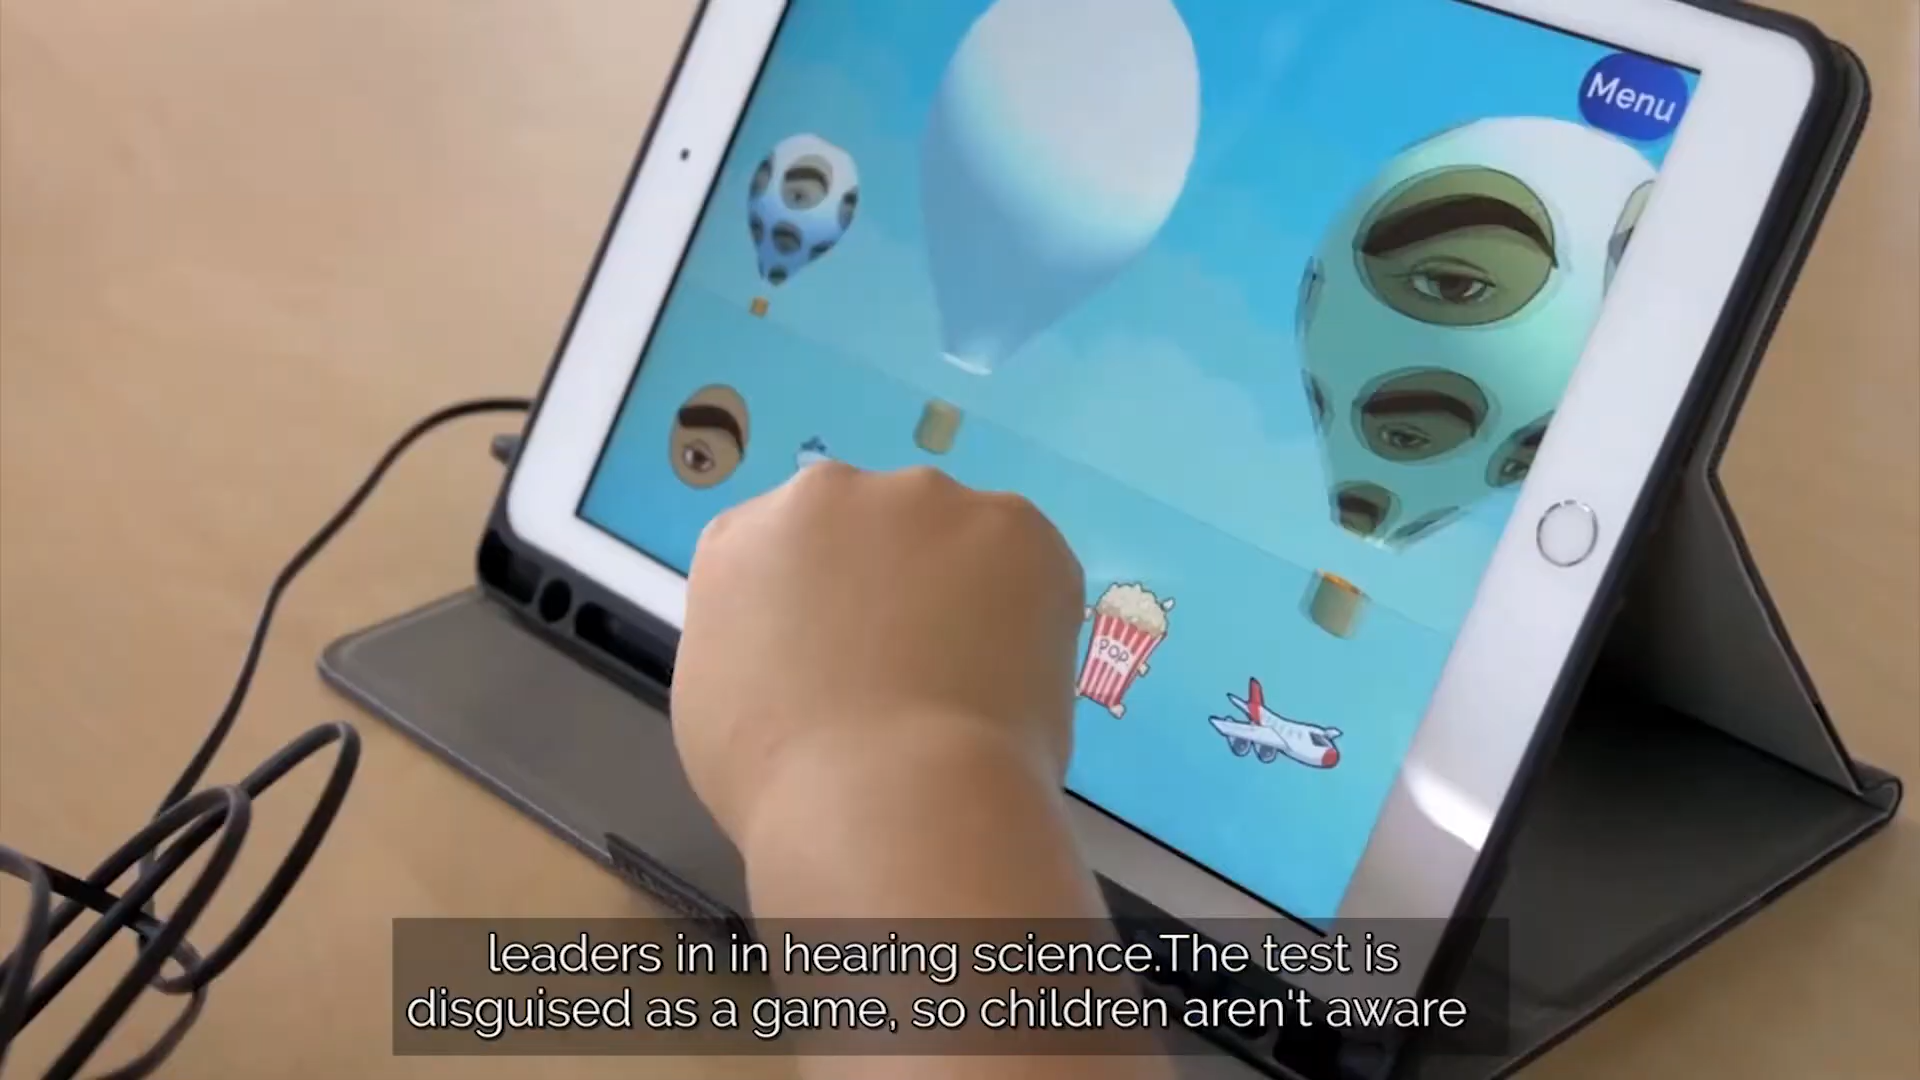 Menu
POP
leaders in in hearing science.The test is
disguised as a game, so children aren't aware